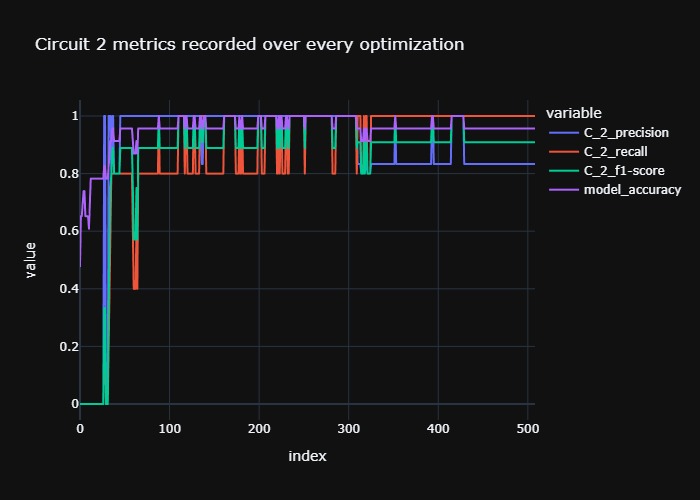 Circuit 2 metrics recorded over every optimization
variable
C_2_precision
C_2_recall
C_2_f1-score
model_accuracy
value
1
0.8
0.6
0.4
0.2
0
0 100 200 300 400 500
index